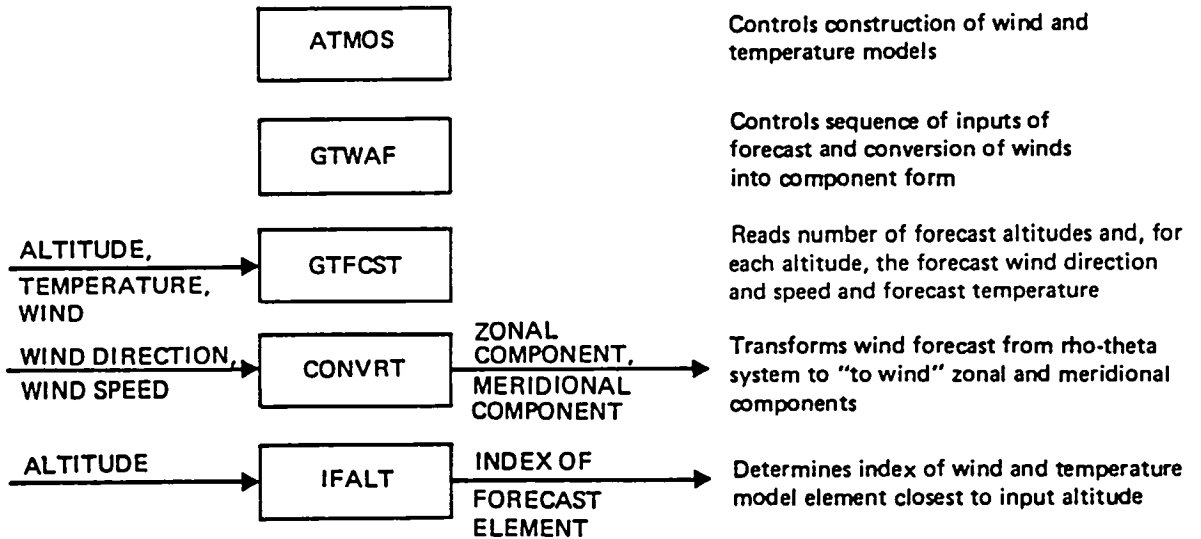 ATMOS
Controls construction of wind and
temperature models
GTWAF
Controls sequence of inputs of
forecast and conversion of winds
into component form
ALTITUDE,
TEMPERATURE,
WIND
GTFCST
Reads number of forecast altitudes and, for
each altitude, the forecast wind direction
and speed and forecast temperature
WIND DIRECTION,
WIND SPEED
CONVRT
ZONAL
COMPONENT,
MERIDIONAL
COMPONENT
Transforms wind forecast from rho-theta
system to "to wind" zonal and meridional
components
ALTITUDE
IFALT
INDEX OF
FORECAST
ELEMENT
Determines index of wind and temperature
model element closest to input altitude